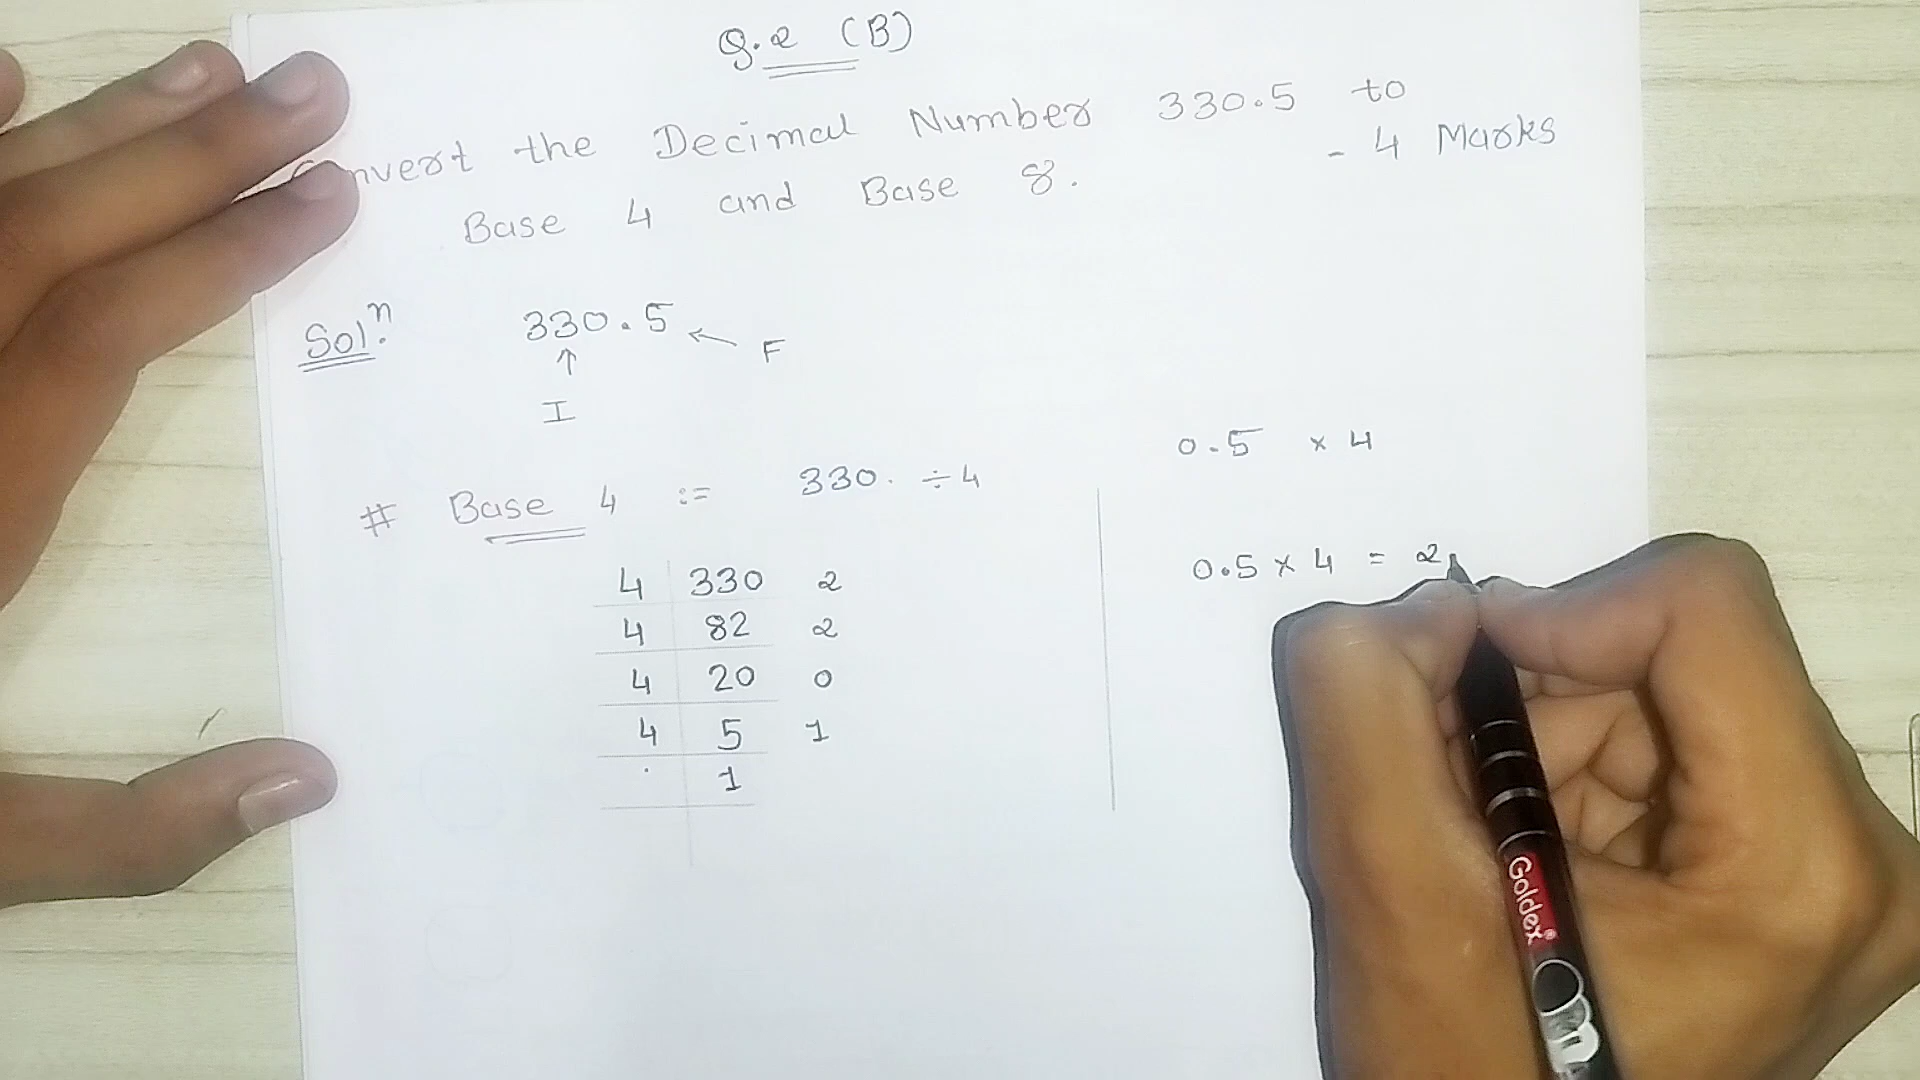 Q.2 (B)
Convert the Decimal Number 330.5 to
Base 4 and Base 8. - 4 Marks
Sol.ⁿ 330.5 ← F
↑
I
0.5 × 4
# Base 4 := 330. ÷ 4
0.5 × 4 = 2.
4 330 2
4 82 2
4 20 0
4 5 1
1
Goldex